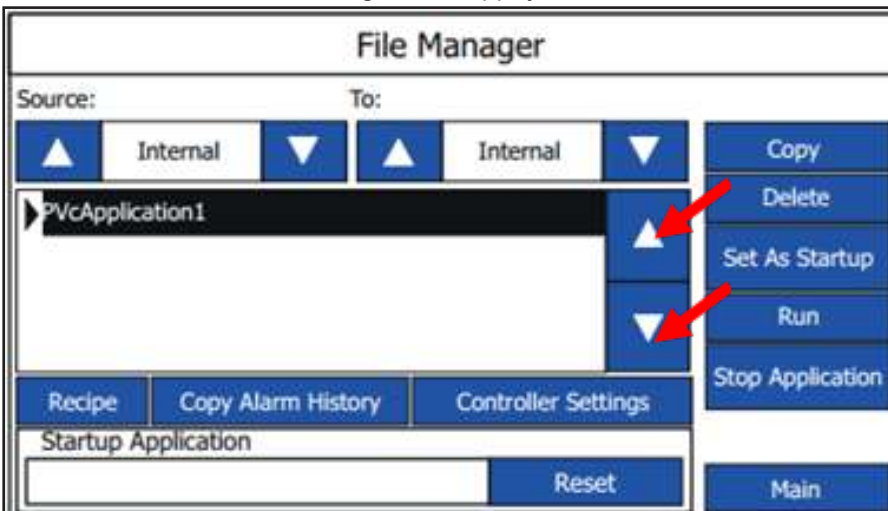 File Manager
Source: To:
Internal Internal
Copy
PVcApplication1
Delete
Set As Startup
Run
Stop Application
Recipe Copy Alarm History Controller Settings
Startup Application
Reset
Main